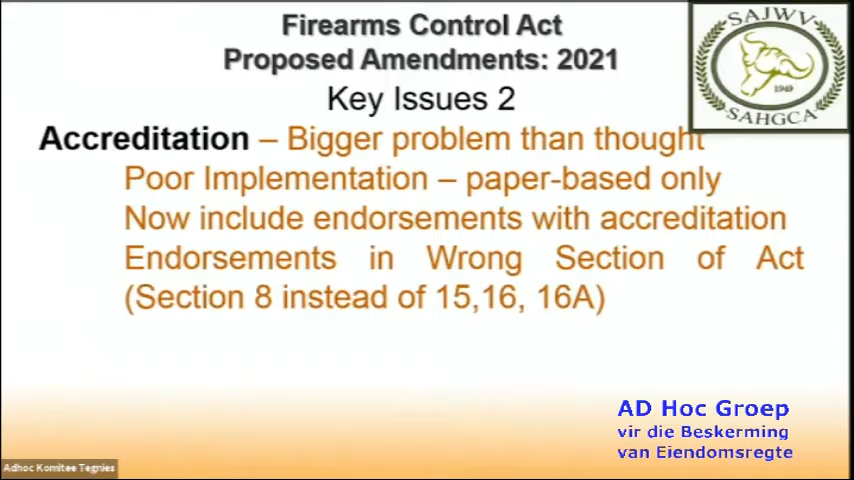 Firearms Control Act
Proposed Amendments: 2021
Key Issues 2
SAJWV
1949
SAHGCA
Accreditation – Bigger problem than thought
Poor Implementation – paper-based only
Now include endorsements with accreditation
Endorsements in Wrong Section of Act
(Section 8 instead of 15,16, 16A)
AD Hoc Groep
vir die Beskerming
van Eiendomsregte
Adhoc Komitee Tegnies